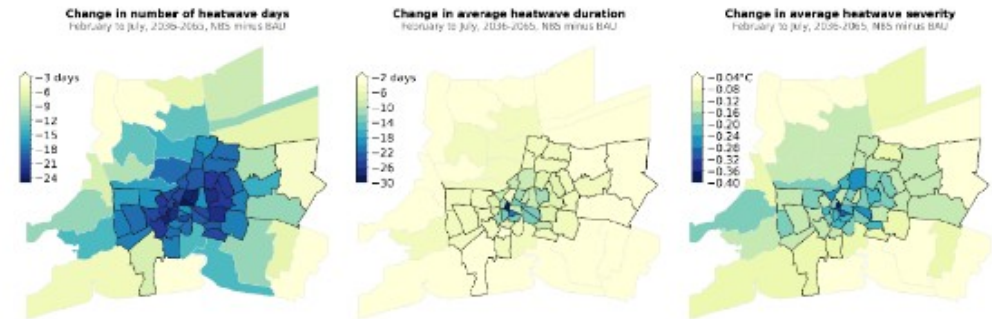 Change in number of heatwave days
February to July, 2036-2065, NBS minus BAU
−3 days
−6
−9
−12
−15
−18
−21
−24
Change in average heatwave duration
February to July, 2036-2065, NBS minus BAU
−2 days
−6
−10
−14
−18
−22
−26
−30
Change in average heatwave severity
February to July, 2036-2065, NBS minus BAU
−0.04°C
−0.08
−0.12
−0.16
−0.20
−0.24
−0.28
−0.32
−0.36
−0.40